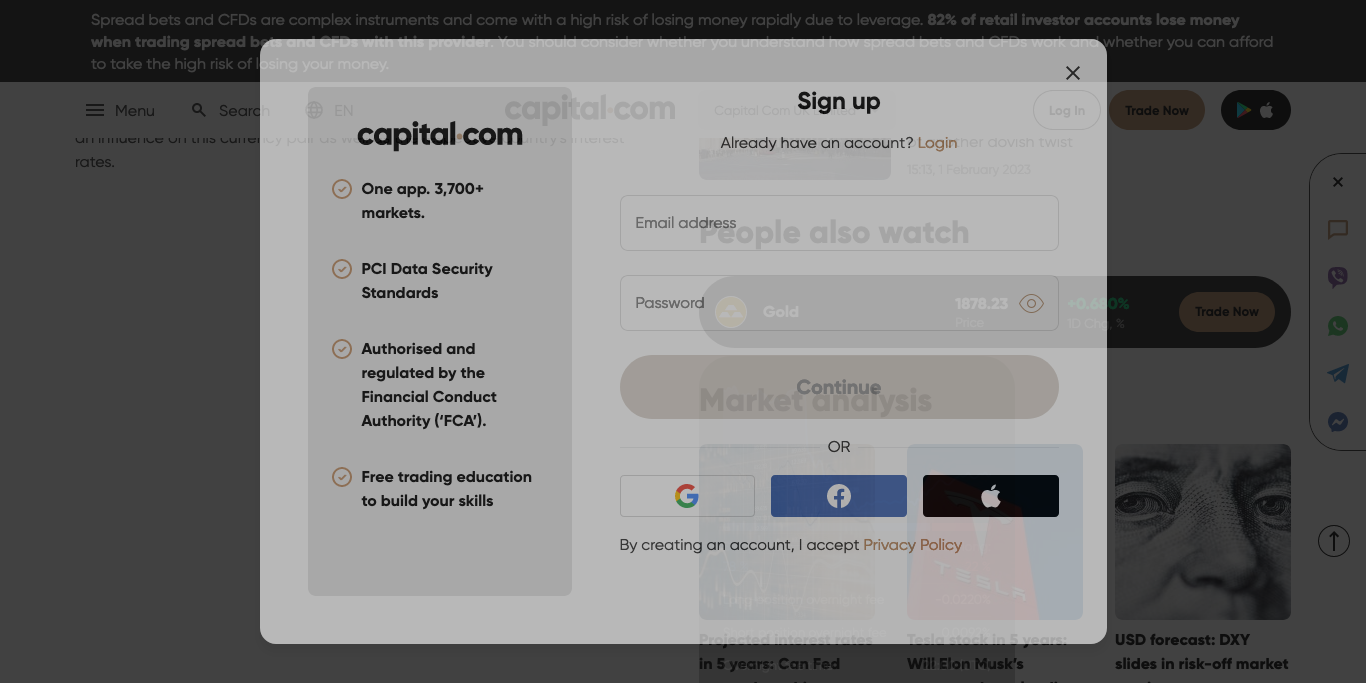 Spread bets and CFDs are complex instruments and come with a high risk of losing money rapidly due to leverage. 82% of retail investor accounts lose money
when trading spread bets and CFDs with this provider. You should consider whether you understand how spread bets and CFDs work and whether you can afford
to take the high risk of losing your money.
Menu
Search
EN
capital.com
Capital Com UK Limited
Log In
Trade Now
an influence on this currency pair as
country's interest
rates.
dovish twist
15:13, 1 February 2023
capital.com
One app. 3,700+
markets.
PCI Data Security
Standards
Authorised and
regulated by the
Financial Conduct
Authority (‘FCA’).
Free trading education
to build your skills
Sign up
Already have an account? Login
Email address
Password
Continue
OR
By creating an account, I accept Privacy Policy
People also watch
Gold
1878.23
Price
+0.680%
1D Chg, %
Trade Now
Market analysis
TESLA
Projected interest rates
in 5 years: Can Fed
Tesla stock in 5 years:
Will Elon Musk’s
USD forecast: DXY
slides in risk-off market